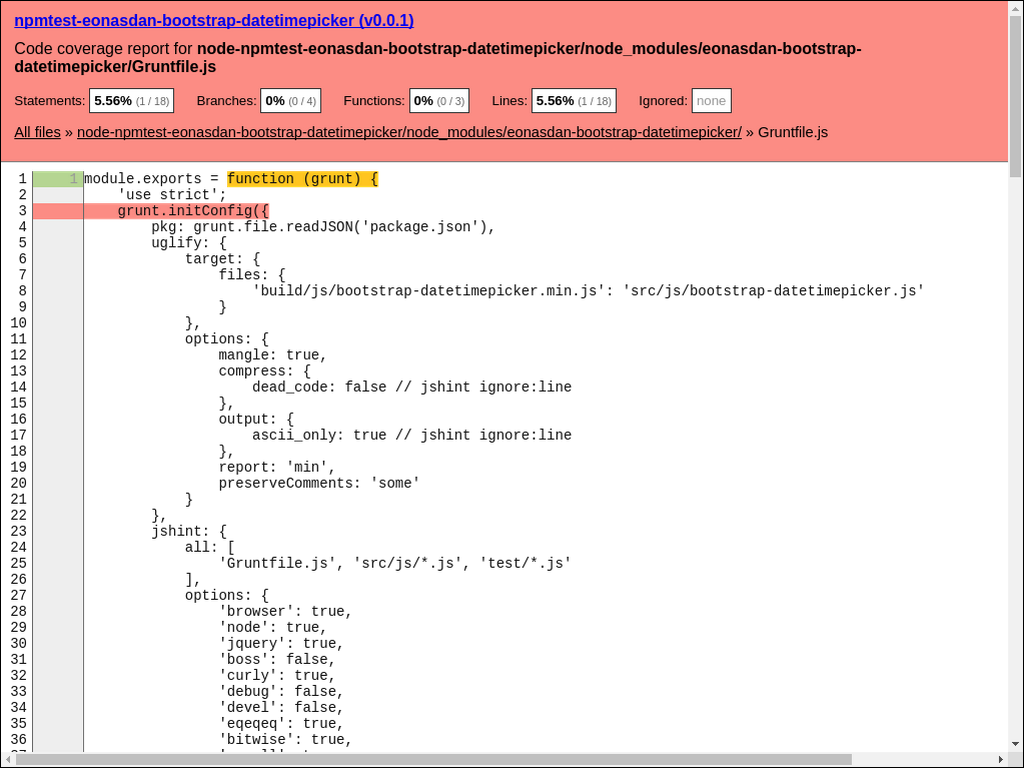 npmtest-eonasdan-bootstrap-datetimepicker (v0.0.1)
Code coverage report for node-npmtest-eonasdan-bootstrap-datetimepicker/node_modules/eonasdan-bootstrap-
datetimepicker/Gruntfile.js
Statements: 5.56% (1 / 18) Branches: 0% (0 / 4) Functions: 0% (0 / 3) Lines: 5.56% (1 / 18) Ignored: none
All files » node-npmtest-eonasdan-bootstrap-datetimepicker/node_modules/eonasdan-bootstrap-datetimepicker/ » Gruntfile.js
1 1 module.exports = function (grunt) {
2 'use strict';
3 grunt.initConfig({
4 pkg: grunt.file.readJSON('package.json'),
5 uglify: {
6 target: {
7 files: {
8 'build/js/bootstrap-datetimepicker.min.js': 'src/js/bootstrap-datetimepicker.js'
9 }
10 },
11 options: {
12 mangle: true,
13 compress: {
14 dead_code: false // jshint ignore:line
15 },
16 output: {
17 ascii_only: true // jshint ignore:line
18 },
19 report: 'min',
20 preserveComments: 'some'
21 }
22 },
23 jshint: {
24 all: [
25 'Gruntfile.js', 'src/js/*.js', 'test/*.js'
26 ],
27 options: {
28 'browser': true,
29 'node': true,
30 'jquery': true,
31 'boss': false,
32 'curly': true,
33 'debug': false,
34 'devel': false,
35 'eqeqeq': true,
36 'bitwise': true,